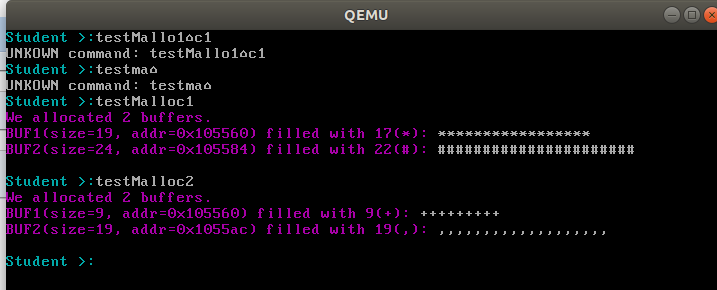 QEMU
Student >:testMallo1⌂c1
UNKOWN command: testMallo1⌂c1
Student >:testma⌂
UNKOWN command: testma⌂
Student >:testMalloc1
We allocated 2 buffers.
BUF1(size=19, addr=0x105560) filled with 17(*): *****************
BUF2(size=24, addr=0x105584) filled with 22(#): ######################
Student >:testMalloc2
We allocated 2 buffers.
BUF1(size=9, addr=0x105560) filled with 9(+): +++++++++
BUF2(size=19, addr=0x1055ac) filled with 19(,): ,,,,,,,,,,,,,,,,,,,
Student >: